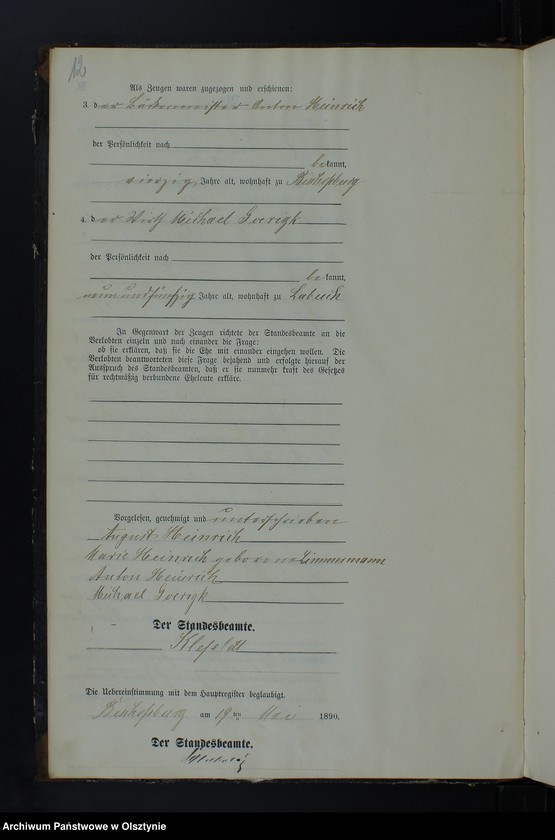 12
Als Zeugen waren zugezogen und erschienen:
3. der Bäckermeister Anton Heinrich
der Persönlichkeit nach
bekannt,
vierzig Jahre alt, wohnhaft zu Bischofsburg
4. der Wirth Michael Goerigk
der Persönlichkeit nach
bekannt,
neunundfünfzig Jahre alt, wohnhaft zu Labuch
In Gegenwart der Zeugen richtete der Standesbeamte an die
Verlobten einzeln und nach einander die Frage:
ob sie erklären, daß sie die Ehe mit einander eingehen wollen. Die
Verlobten beantworteten diese Frage bejahend und erfolgte hierauf der
Ausspruch des Standesbeamten, daß er sie nunmehr kraft des Gesetzes
für rechtmäßig verbundene Eheleute erkläre.
Vorgelesen, genehmigt und unterschrieben
August Heinrich
Marie Heinrich geborene Zimmermann
Anton Heinrich
Michael Goerigk
Der Standesbeamte.
Klefeldt
Die Uebereinstimmung mit dem Hauptregister beglaubigt.
Bischofsburg am 19ten Mai 1890.
Der Standesbeamte.
Archiwum Państwowe w Olsztynie